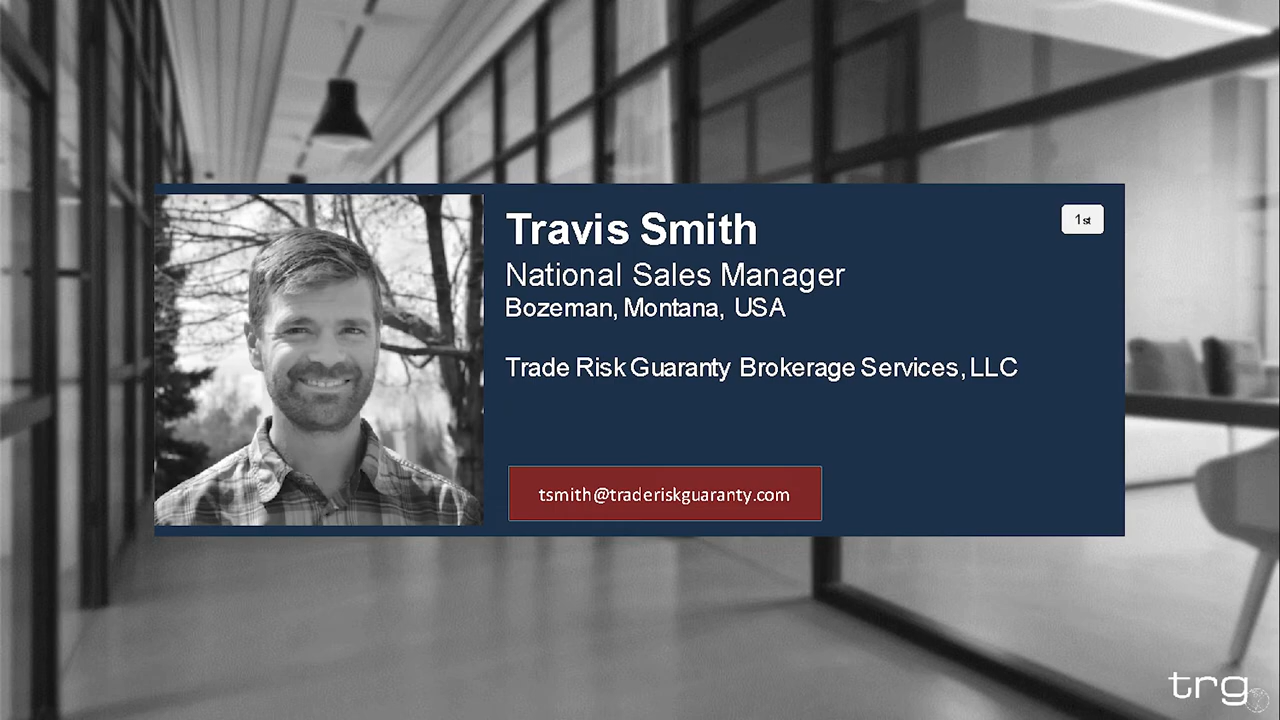 Travis Smith
1st
National Sales Manager
Bozeman, Montana, USA
Trade Risk Guaranty Brokerage Services, LLC
tsmith@traderiskguaranty.com
trg